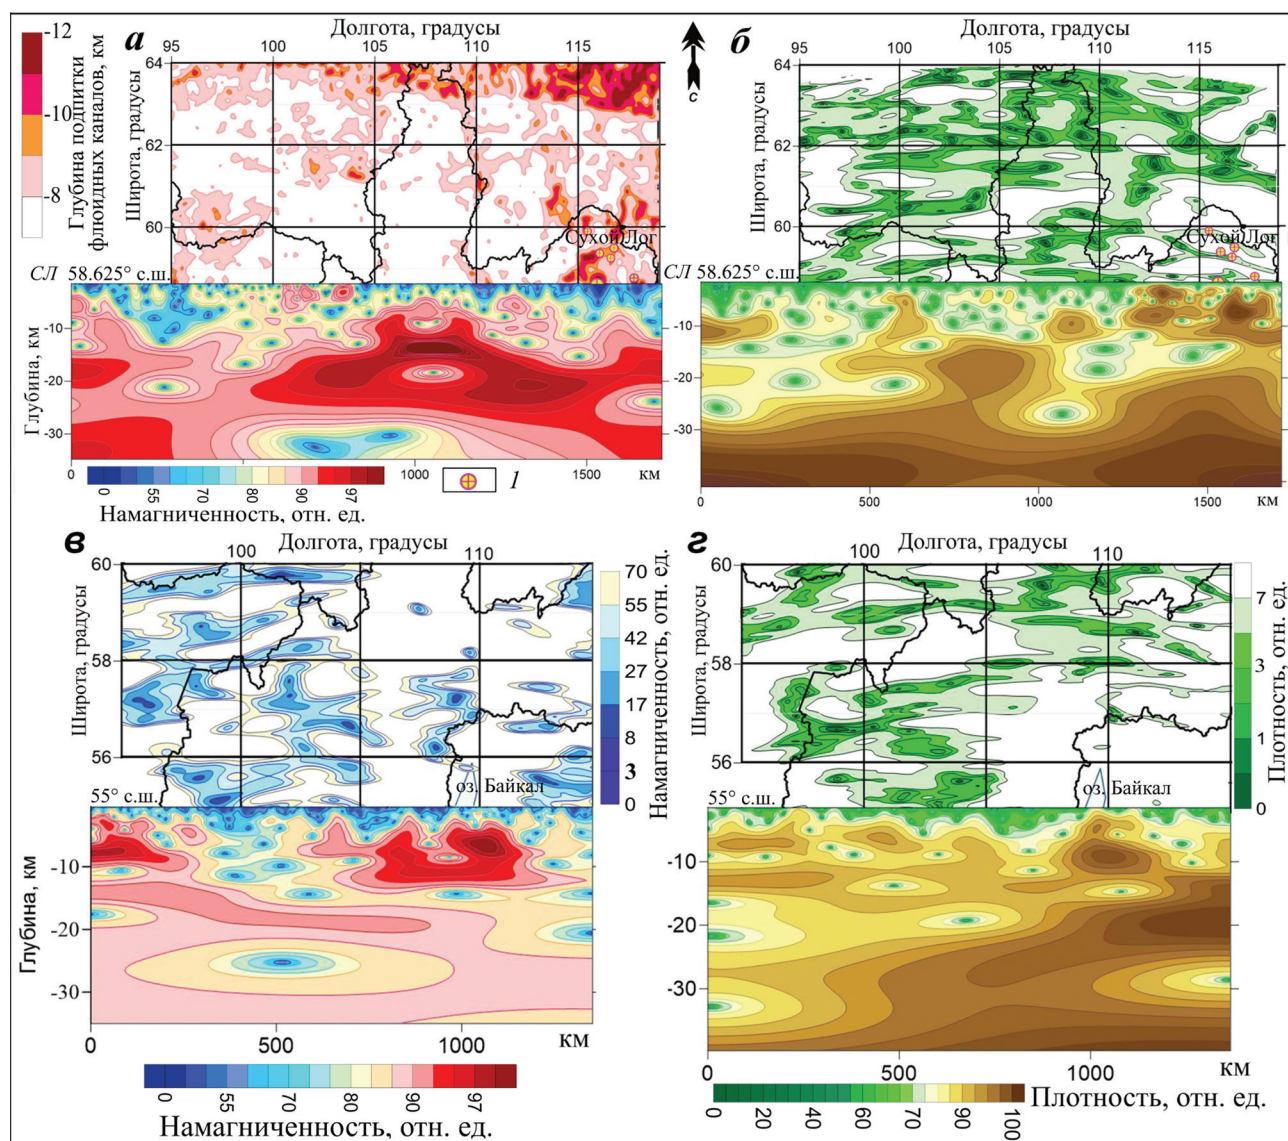 -12
-10
-8
Глубина подпитки
флюидных каналов, км
а
Долгота, градусы
95 100 105 110 115
64
62
60
Широта, градусы
Сухой Лог
СЛ 58.625° с.ш.
-10
-20
-30
Глубина, км
0 1000 1500 км
0 55 70 80 90 97
Намагниченность, отн. ед.
1
с
б
Долгота, градусы
95 100 105 110 115
64
62
60
Широта, градусы
Сухой Лог
СЛ 58.625° с.ш.
-10
-20
-30
0 500 1000 1500 км
в
Долгота, градусы
100 110
60
58
56
Широта, градусы
оз. Байкал
55° с.ш.
70
55
42
27
17
8
3
0
Намагниченность, отн. ед.
-10
-20
-30
Глубина, км
0 500 1000 км
0 55 70 80 90 97
Намагниченность, отн. ед.
г
Долгота, градусы
100 110
60
58
56
Широта, градусы
оз. Байкал
55° с.ш.
7
3
1
0
Плотность, отн. ед.
-10
-20
-30
0 500 1000 км
0 20 40 60 70 80 90 100
Плотность, отн. ед.